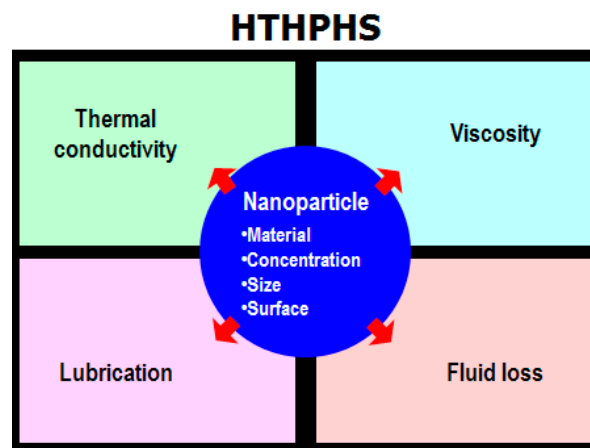 HTHPHS
Thermal
conductivity
Viscosity
Nanoparticle
•Material
•Concentration
•Size
•Surface
Lubrication
Fluid loss